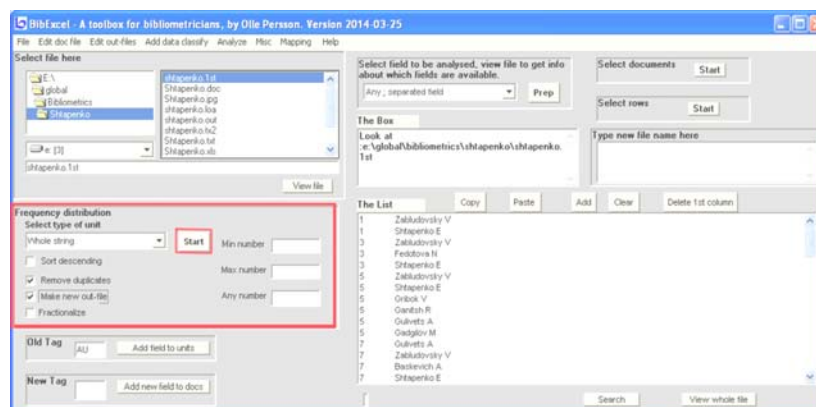 BibExcel - A toolbox for bibliometricians, by Olle Persson. Version 2014-03-25
File Edit doc file Edit out-files Add data classify Analyze Misc Mapping Help
Select file here
E:\
global
Bibliometrics
Shtapenko
shtapenko.1st
Shtapenko.doc
Shtapenko.jpg
shtapenko.loa
shtapenko.out
shtapenko.tx2
Shtapenko.txt
Shtapenko.xls
e: [3]
shtapenko.1st
View file
Frequency distribution
Select type of unit
Whole string
Start
Sort descending
Remove duplicates
Make new out-file
Fractionalize
Min number
Max number
Any number
Old Tag
AU
Add field to units
New Tag
Add new field to docs
Select field to be analysed, view file to get info
about which fields are available.
Any ; separated field
Prep
Select documents
Start
Select rows
Start
The Box
Look at
:e:\global\bibliometrics\shtapenko\shtapenko.
1st
Type new file name here
The List
Copy
Paste
Add
Clear
Delete 1st column
1 Zabludovsky V
1 Shtapenko E
3 Zabludovsky V
3 Fedotova N
3 Shtapenko E
5 Zabludovsky V
5 Shtapenko E
5 Gribok V
5 Ganitsh R
5 Gulivets A
5 Gadgilov M
7 Gulivets A
7 Zabludovsky V
7 Baskevich A
7 Shtapenko E
Search
View whole file